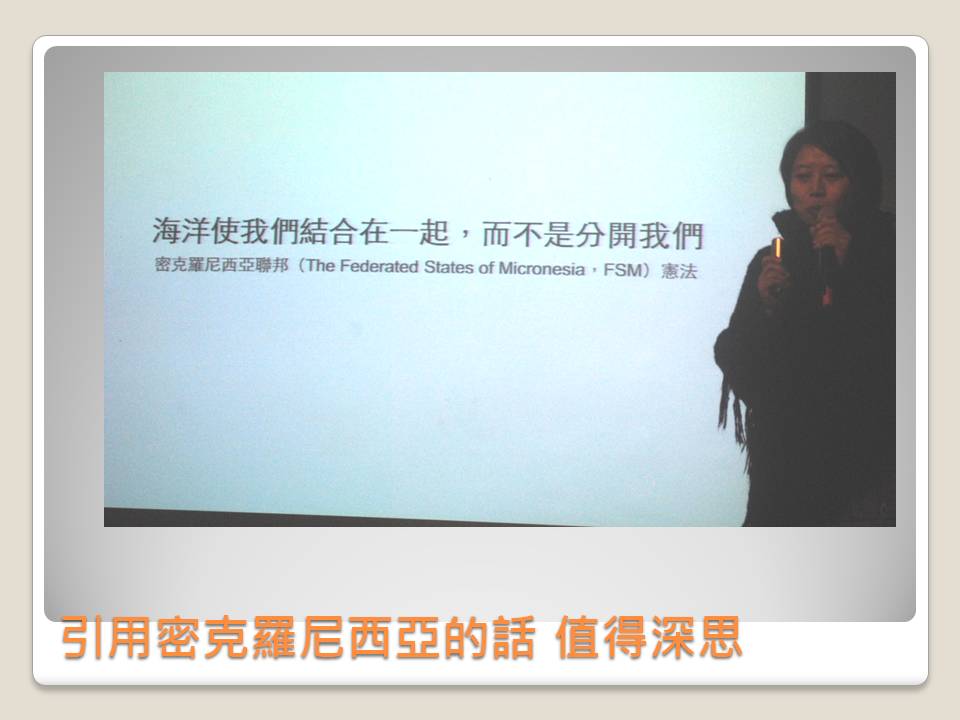 海洋使我們結合在一起，而不是分開我們
密克羅尼西亞聯邦（The Federated States of Micronesia，FSM）憲法
引用密克羅尼西亞的話 值得深思